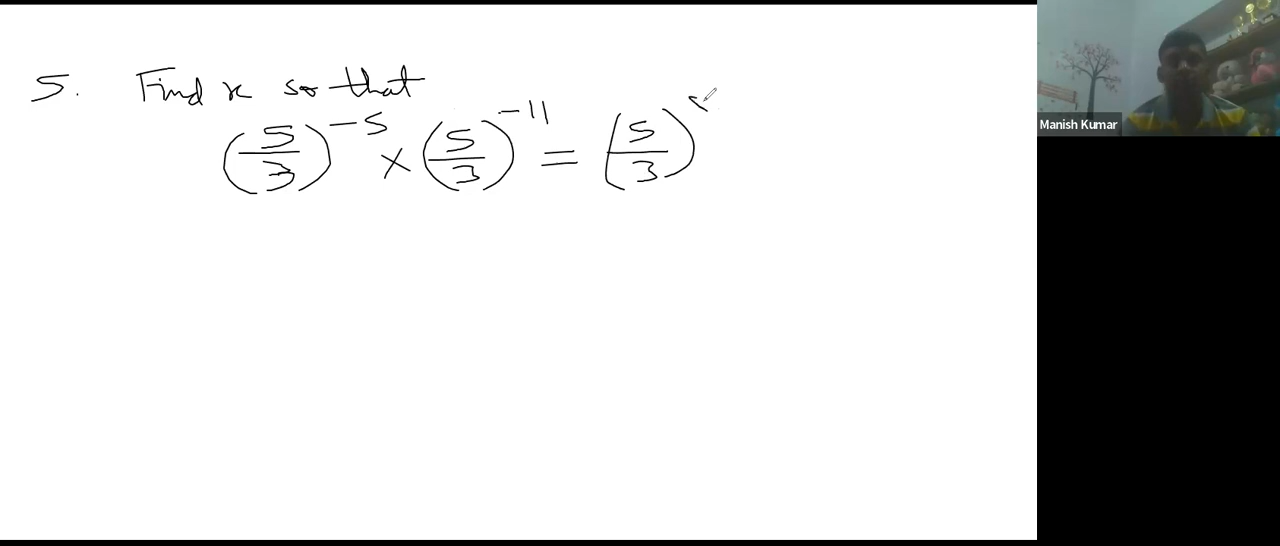 5. Find x so that
(5/3)^-5 × (5/3)^-11 = (5/3)
Manish Kumar